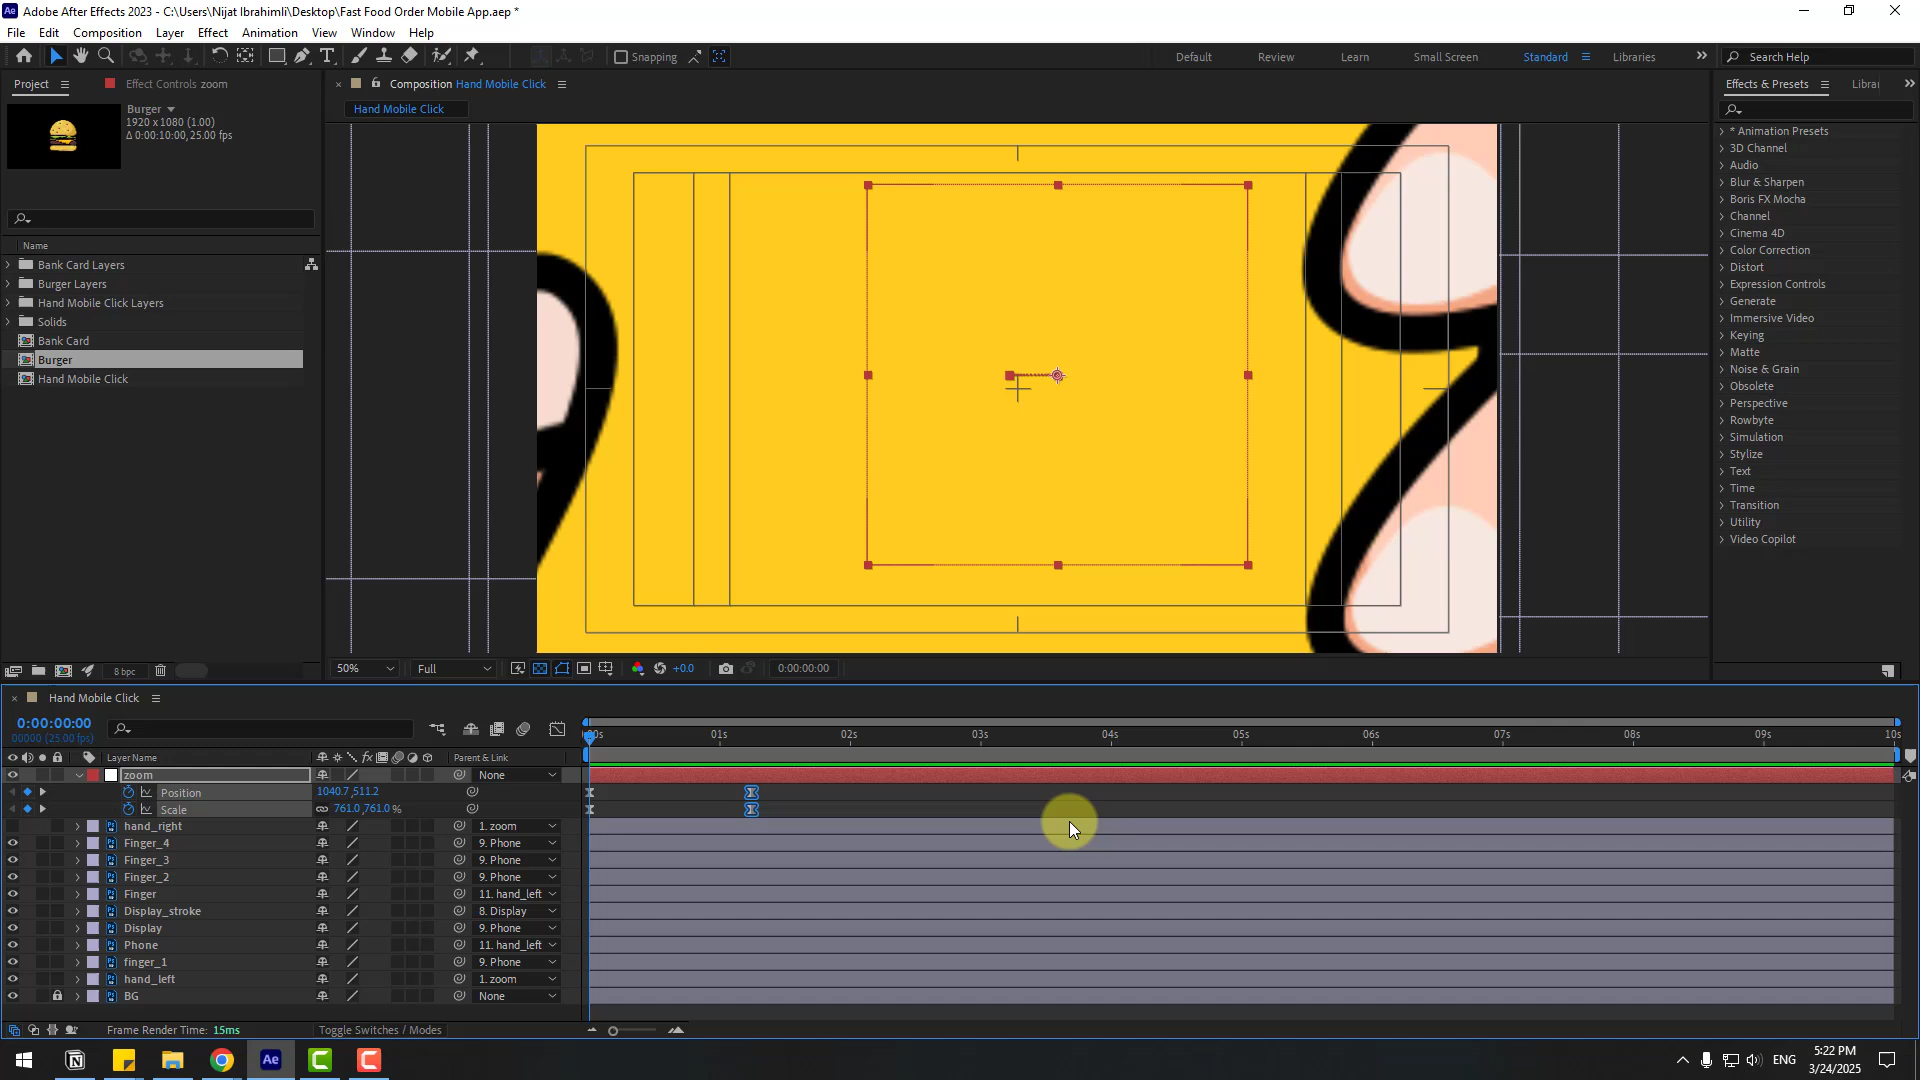 Adobe After Effects 2023 - C:\Users\Nijat Ibrahimli\Desktop\Fast Food Order Mobile App.aep *
File Edit Composition Layer Effect Animation View Window Help
Snapping
Default Review Learn Small Screen Standard Libraries
Search Help
Project
Effect Controls zoom
Burger
1920 x 1080 (1.00)
Δ 0:00:10:00, 25.00 fps
Name
Bank Card Layers
Burger Layers
Hand Mobile Click Layers
Solids
Bank Card
Burger
Hand Mobile Click
8 bpc
Composition Hand Mobile Click
Hand Mobile Click
50%
Full
+0.0
0:00:00:00
Effects & Presets
Librar
* Animation Presets
3D Channel
Audio
Blur & Sharpen
Boris FX Mocha
Channel
Cinema 4D
Color Correction
Distort
Expression Controls
Generate
Immersive Video
Keying
Matte
Noise & Grain
Obsolete
Perspective
Rowbyte
Simulation
Stylize
Text
Time
Transition
Utility
Video Copilot
Hand Mobile Click
0:00:00:00
00000 (25.00 fps)
Layer Name
Parent & Link
:00s 01s 02s 03s 04s 05s 06s 07s 08s 09s 10s
zoom None
Position 1040.7,511.2
Scale 761.0,761.0 %
hand_right 1. zoom
Finger_4 9. Phone
Finger_3 9. Phone
Finger_2 9. Phone
Finger 11. hand_left
Display_stroke 8. Display
Display 9. Phone
Phone 11. hand_left
finger_1 9. Phone
hand_left 1. zoom
BG None
Frame Render Time: 15ms
Toggle Switches / Modes
ENG
5:22 PM
3/24/2025